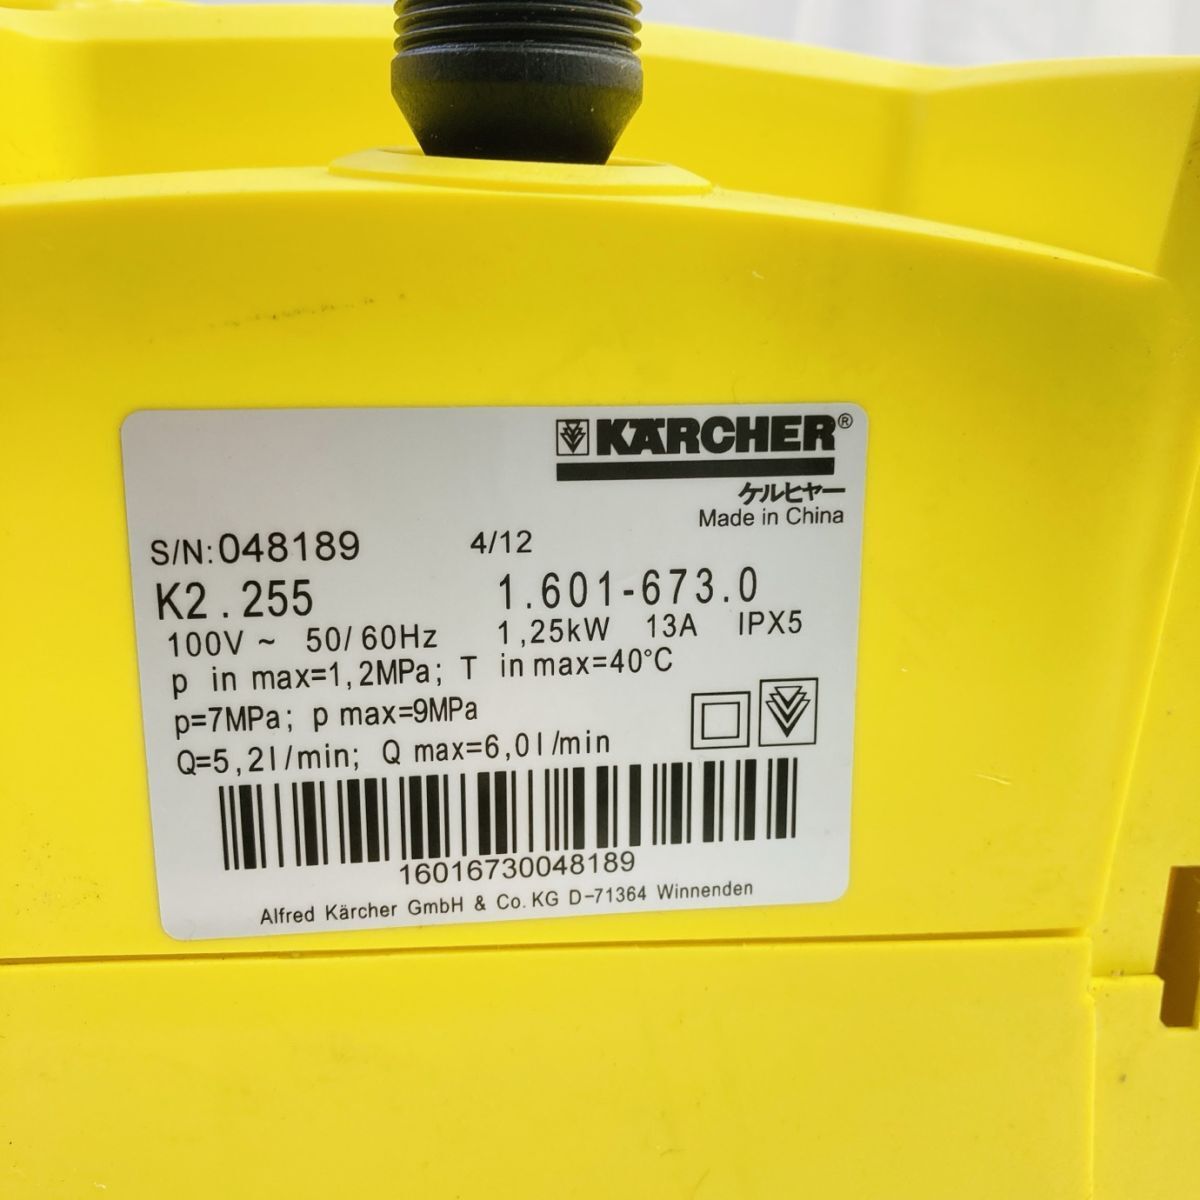 KÄRCHER®
ケルヒャー
Made in China
S/N:048189 4/12
K2.255 1.601-673.0
100V ~ 50/60Hz 1,25kW 13A IPX5
p in max=1,2MPa; T in max=40°C
p=7MPa; p max=9MPa
Q=5,2l/min; Q max=6,0l/min
16016730048189
Alfred Kärcher GmbH & Co. KG D-71364 Winnenden